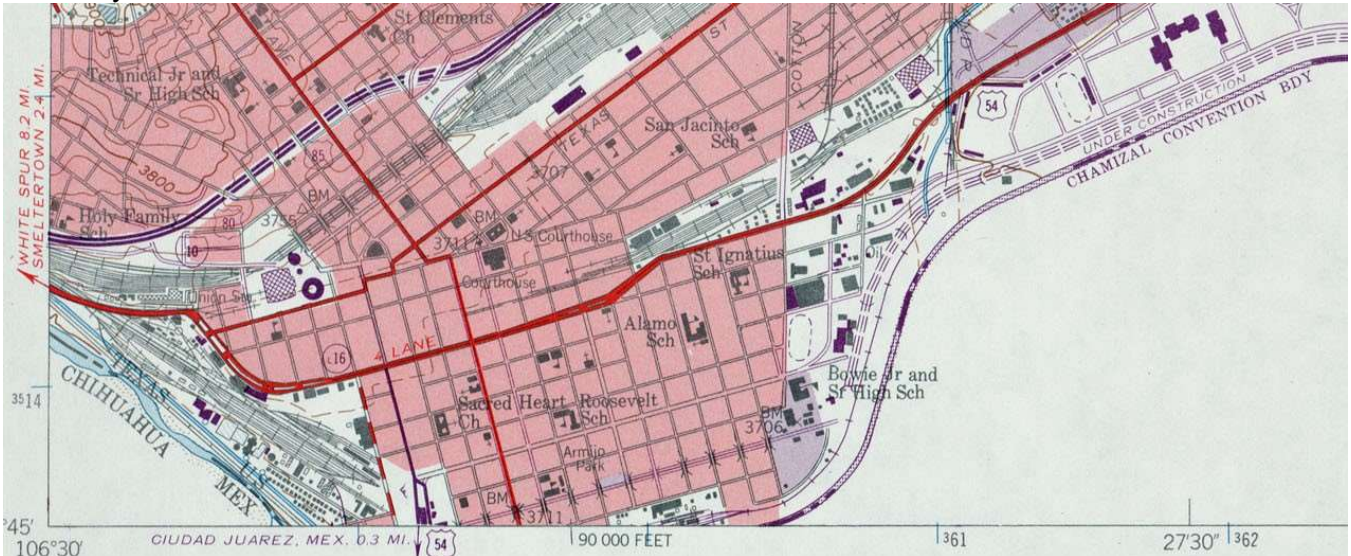 St Clements
Ch
AVE
Technical Jr and
Sr High Sch
COTTON
54
UNDER CONSTRUCTION
CHAMIZAL CONVENTION BDY
ST
TEXAS
San Jacinto
Sch
85
3707
3800
BM
3755
WHITE SPUR 8.2 MI.
SMELTERTOWN 2.4 MI.
Holy Family
Sch
80
10
BM
3711
U S Courthouse
Courthouse
St Ignatius
Sch
Oil
Union Sta
Alamo
Sch
L16
4 LANE
TEXAS
CHIHUAHUA
3514
Bowie Jr and
Sr High Sch
Sacred Heart
Ch
Roosevelt
Sch
BM
3706
Armijo
Park
U S
MEX
BM
3711
45'
106°30'
CIUDAD JUAREZ, MEX. 0.3 MI.
54
90 000 FEET
361
27'30"
362